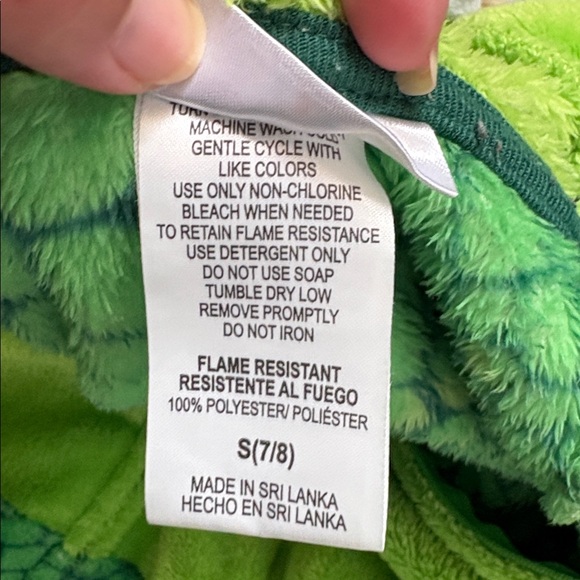 TURN
MACHINE WASH COLD
GENTLE CYCLE WITH
LIKE COLORS
USE ONLY NON-CHLORINE
BLEACH WHEN NEEDED
TO RETAIN FLAME RESISTANCE
USE DETERGENT ONLY
DO NOT USE SOAP
TUMBLE DRY LOW
REMOVE PROMPTLY
DO NOT IRON
FLAME RESISTANT
RESISTENTE AL FUEGO
100% POLYESTER/ POLIÉSTER
S(7/8)
MADE IN SRI LANKA
HECHO EN SRI LANKA